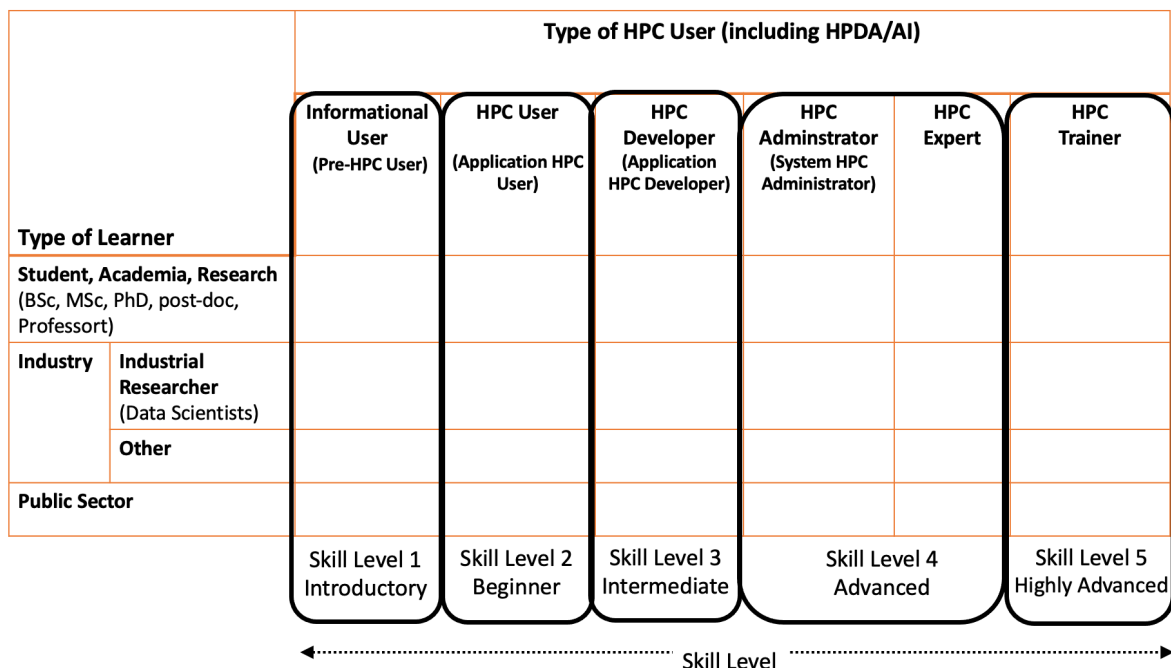 Type of HPC User (including HPDA/AI)
Informational
User
(Pre-HPC User)
HPC User
(Application HPC
User)
HPC
Developer
(Application
HPC Developer)
HPC
Adminstrator
(System HPC
Administrator)
HPC
Expert
HPC
Trainer
Type of Learner
Student, Academia, Research
(BSc, MSc, PhD, post-doc,
Professort)
Industry
Industrial
Researcher
(Data Scientists)
Other
Public Sector
Skill Level 1
Introductory
Skill Level 2
Beginner
Skill Level 3
Intermediate
Skill Level 4
Advanced
Skill Level 5
Highly Advanced
Skill Level